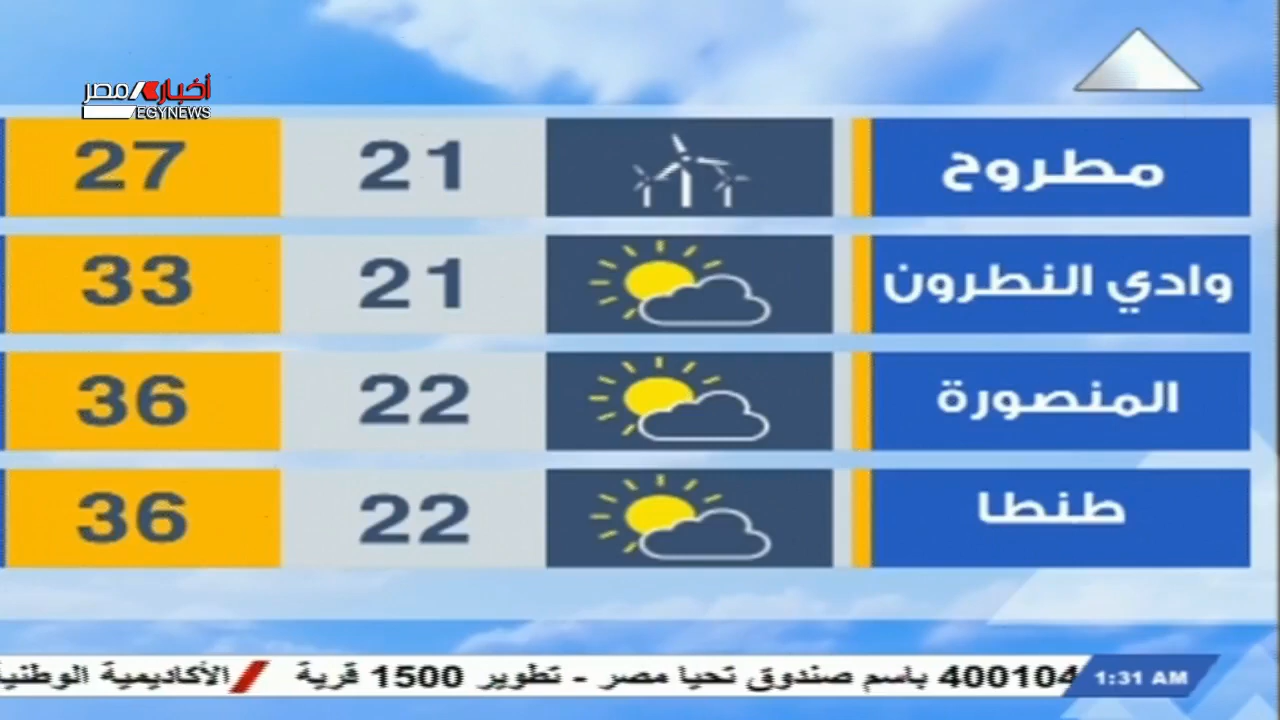 أخبار مصر
EGYNEWS
مطروح 21 27
وادي النطرون 21 33
المنصورة 22 36
طنطا 22 36
1:31 AM
400104 باسم صندوق تحيا مصر - تطوير 1500 قرية الأكاديمية الوطنية